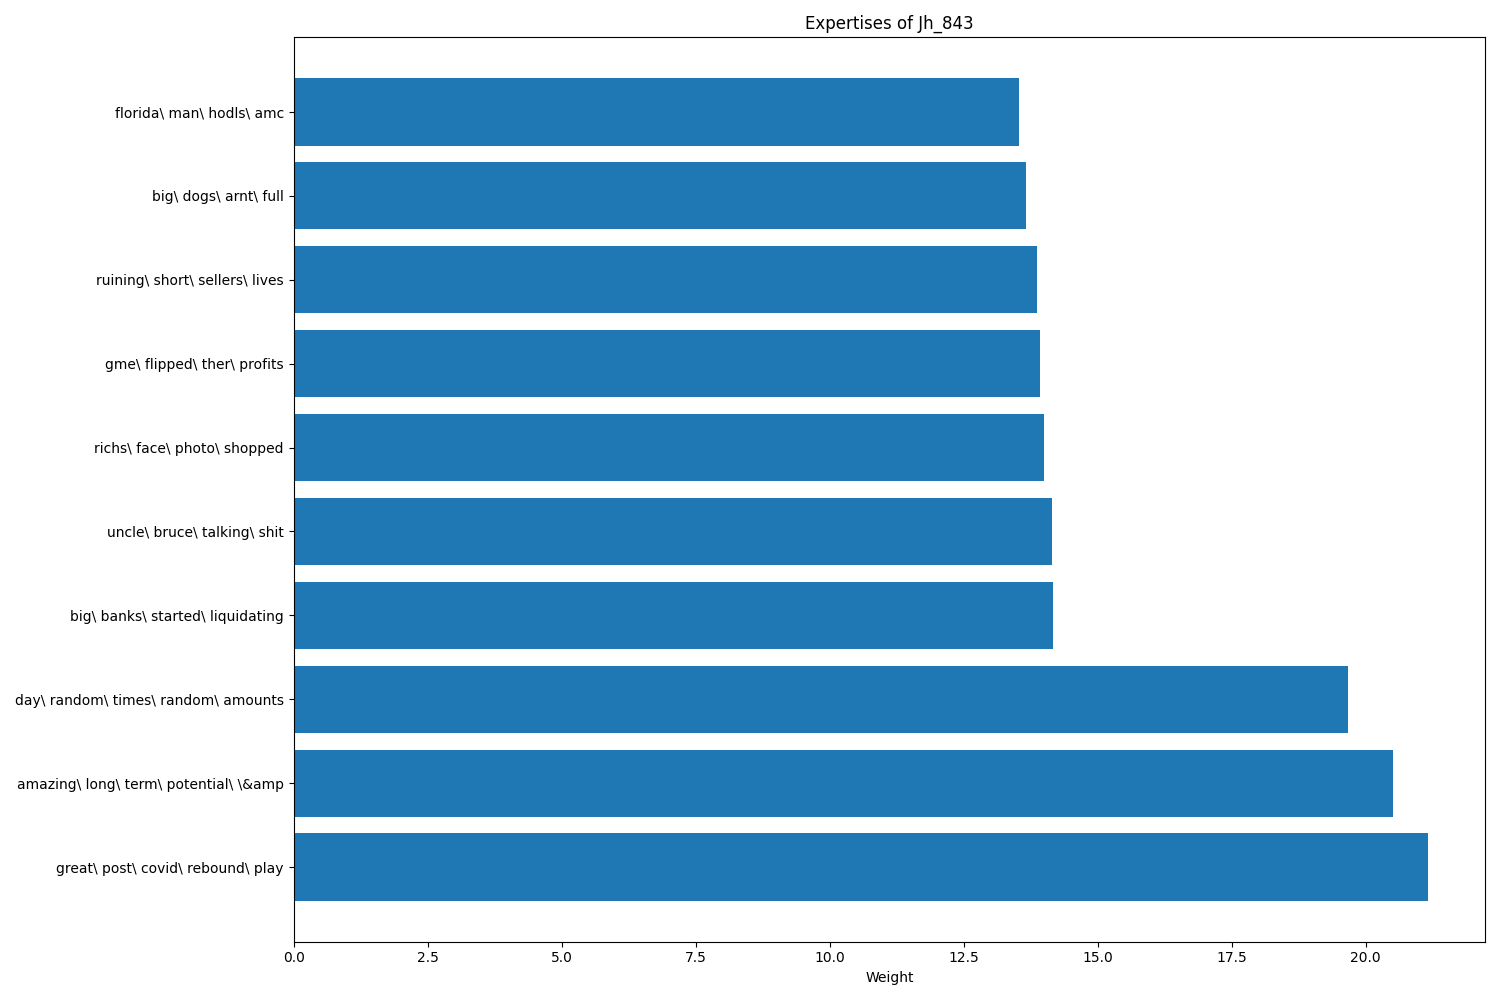 Expertises of Jh_843
florida\ man\ hodls\ amc
big\ dogs\ arnt\ full
ruining\ short\ sellers\ lives
gme\ flipped\ ther\ profits
richs\ face\ photo\ shopped
uncle\ bruce\ talking\ shit
big\ banks\ started\ liquidating
day\ random\ times\ random\ amounts
amazing\ long\ term\ potential\ \&amp
great\ post\ covid\ rebound\ play
0.0 2.5 5.0 7.5 10.0 12.5 15.0 17.5 20.0
Weight